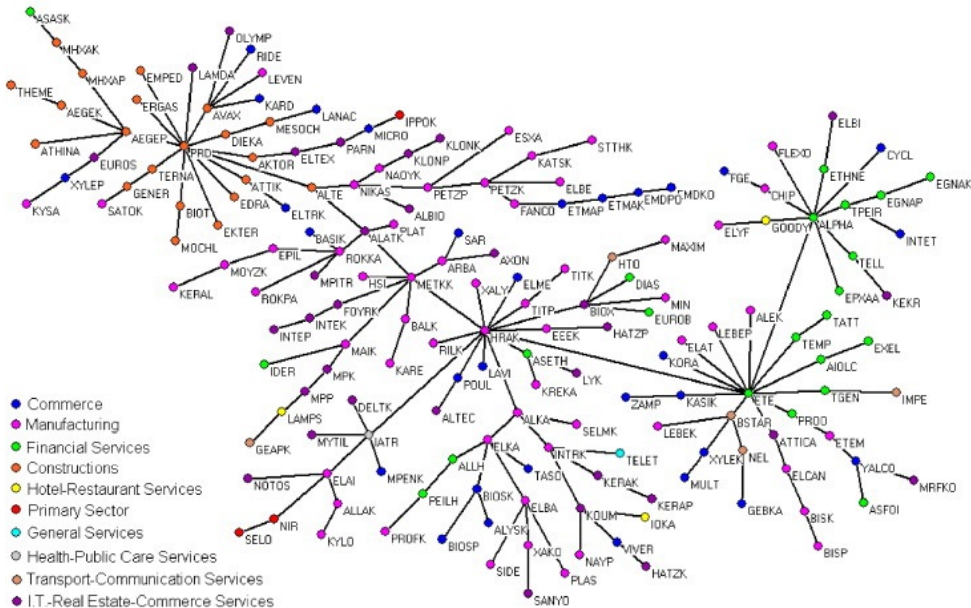 ASASK
MHXAK
MHXAP
THEME
AEGEK
ATHINA
AEGEP
EUROS
XYLEP
KYSA
EMPED
ERGAS
LAMDA
OLYMP
RIDE
LEVEN
AVAX
KARD
LANAC
MESOCH
DIEKA
PRD
AKTOR
ELTEX
PARN
MICRO
IPPOK
TERNA
GENER
SATOK
BIOT
MOCHL
EKTER
EDRA
ATTIK
ELTRK
ALTE
NIKAS
NAOYK
KLONP
KLONK
ALBIO
PETZP
ESXA
PETZK
KATSK
STTHK
ELBE
FANCO
ETMAP
ETMAK
EMDPO
EMDKO
PLAT
ALATK
BASIK
ROKKA
EPIL
MOYZK
KERAL
ROKPA
MPITR
METKK
HSI
ARBA
SAR
AXON
FOYRK
INTEK
INTEP
BALK
KARE
MAIK
IDER
MPK
MPP
LAMPS
GEAPK
HRAK
XALY
ELME
TITP
TITK
BIOX
HTO
MAXIM
DIAS
MIN
EUROB
EEEK
HATZP
RILK
LAVI
POUL
ALTEC
ASETH
LYK
KREKA
ALKA
SELMK
INTRK
TELET
KERAK
KERAP
KOUM
IOKA
VIVER
HATZK
NAYP
ELKA
TASO
ALLH
PEILH
PROFK
BIOSK
BIOSP
ALYSK
ELBA
SIDE
XAKO
SANYO
PLAS
DELTK
MYTIL
IATR
MPENK
ELAI
NOTOS
NIR
SELO
ALLAK
KYLO
ELBI
FLEXO
ETHNE
CYCL
FGE
CHIP
EGNAK
EGNAP
TPEIR
INTET
ELYF
GOODY
ALPHA
TELL
KEKR
EPXAA
ALEK
LEBEP
ELAT
KORA
TATT
TEMP
EXEL
AIOLC
ETE
TGEN
IMPE
ZAMP
KASIK
LEBEK
BSTAR
XYLEK
MULT
NEL
GEBKA
PROO
ATTICA
ETEM
YALCO
MRFKO
ASFOI
ELCAN
BISK
BISP
Commerce
Manufacturing
Financial Services
Constructions
Hotel-Restaurant Services
Primary Sector
General Services
Health-Public Care Services
Transport-Communication Services
I.T.-Real Estate-Commerce Services